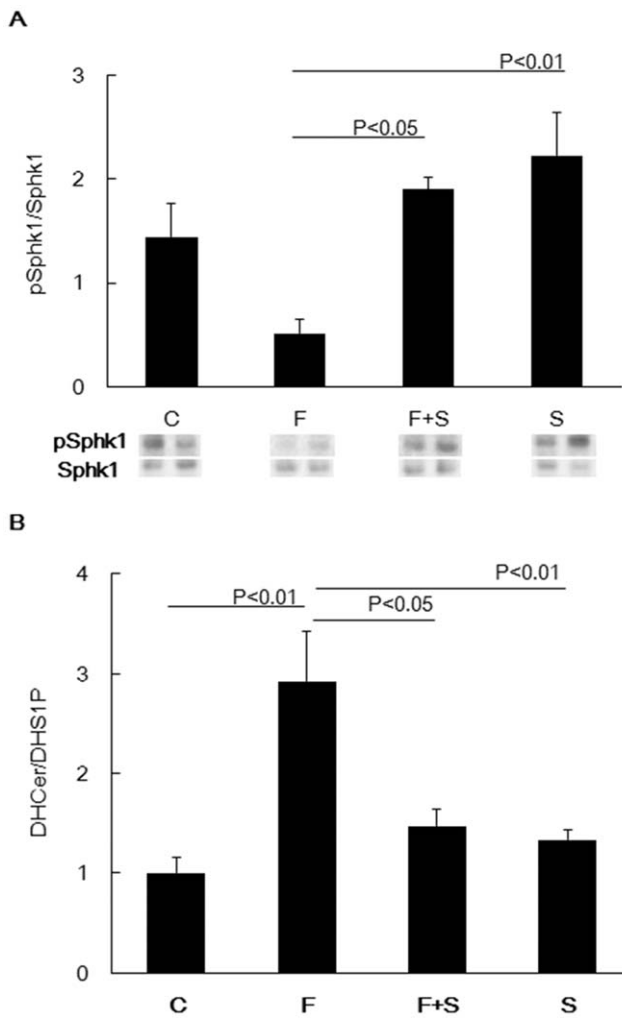 A
P<0.01
3
P<0.05
2
pSphk1/Sphk1
1
0
C F F+S S
pSphk1
Sphk1
B
4
P<0.01
P<0.01
P<0.05
3
DHCer/DHS1P
2
1
0
C F F+S S